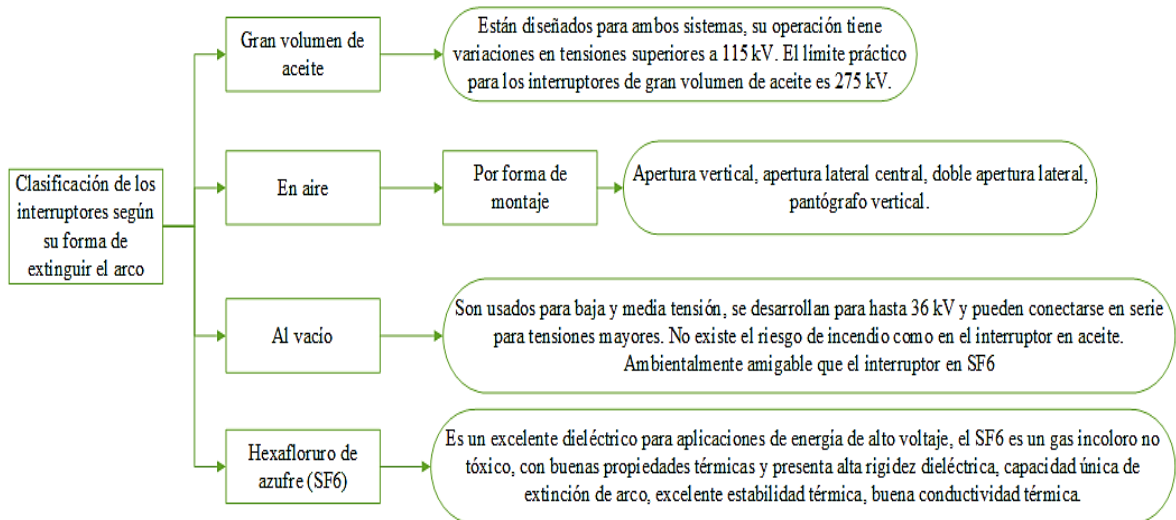 Clasificación de los
interruptores según
su forma de
extinguir el arco
Gran volumen de
aceite
Están diseñados para ambos sistemas, su operación tiene
variaciones en tensiones superiores a 115 kV. El límite práctico
para los interruptores de gran volumen de aceite es 275 kV.
En aire
Por forma de
montaje
Apertura vertical, apertura lateral central, doble apertura lateral,
pantógrafo vertical.
Al vacío
Son usados para baja y media tensión, se desarrollan para hasta 36 kV y pueden conectarse en serie
para tensiones mayores. No existe el riesgo de incendio como en el interruptor en aceite.
Ambientalmente amigable que el interruptor en SF6
Hexafloruro de
azufre (SF6)
Es un excelente dieléctrico para aplicaciones de energía de alto voltaje, el SF6 es un gas incoloro no
tóxico, con buenas propiedades térmicas y presenta alta rigidez dieléctrica, capacidad única de
extinción de arco, excelente estabilidad térmica, buena conductividad térmica.